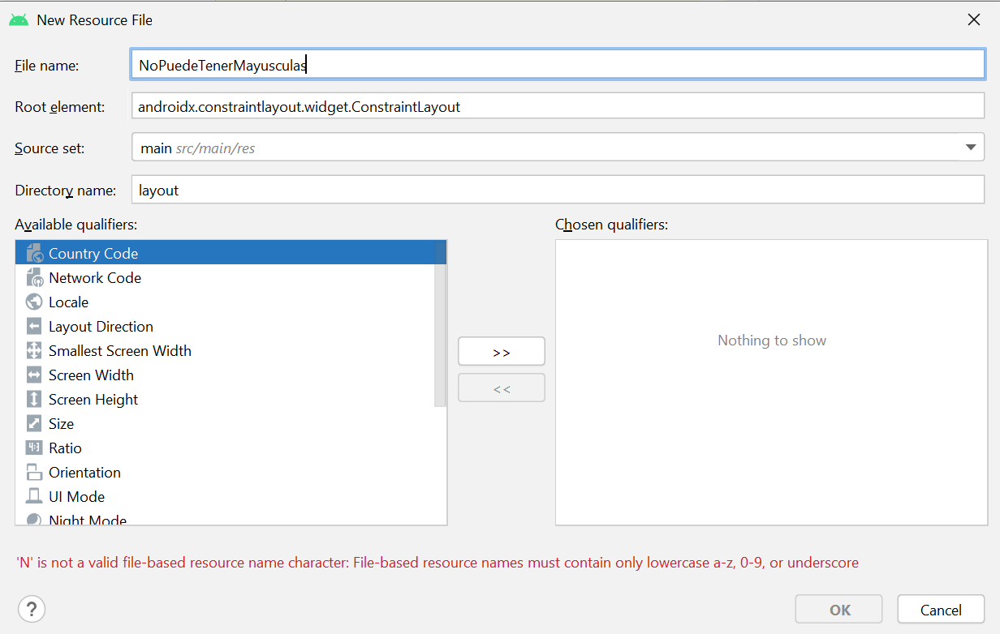 New Resource File
File name: NoPuedeTenerMayusculas
Root element: androidx.constraintlayout.widget.ConstraintLayout
Source set: main src/main/res
Directory name: layout
Available qualifiers: Chosen qualifiers:
Country Code
Network Code
Locale
Layout Direction
Nothing to show
Smallest Screen Width
>>
Screen Width
<<
Screen Height
Size
4:3 Ratio
Orientation
UI Mode
Night Mode
'N' is not a valid file-based resource name character: File-based resource names must contain only lowercase a-z, 0-9, or underscore
? OK Cancel